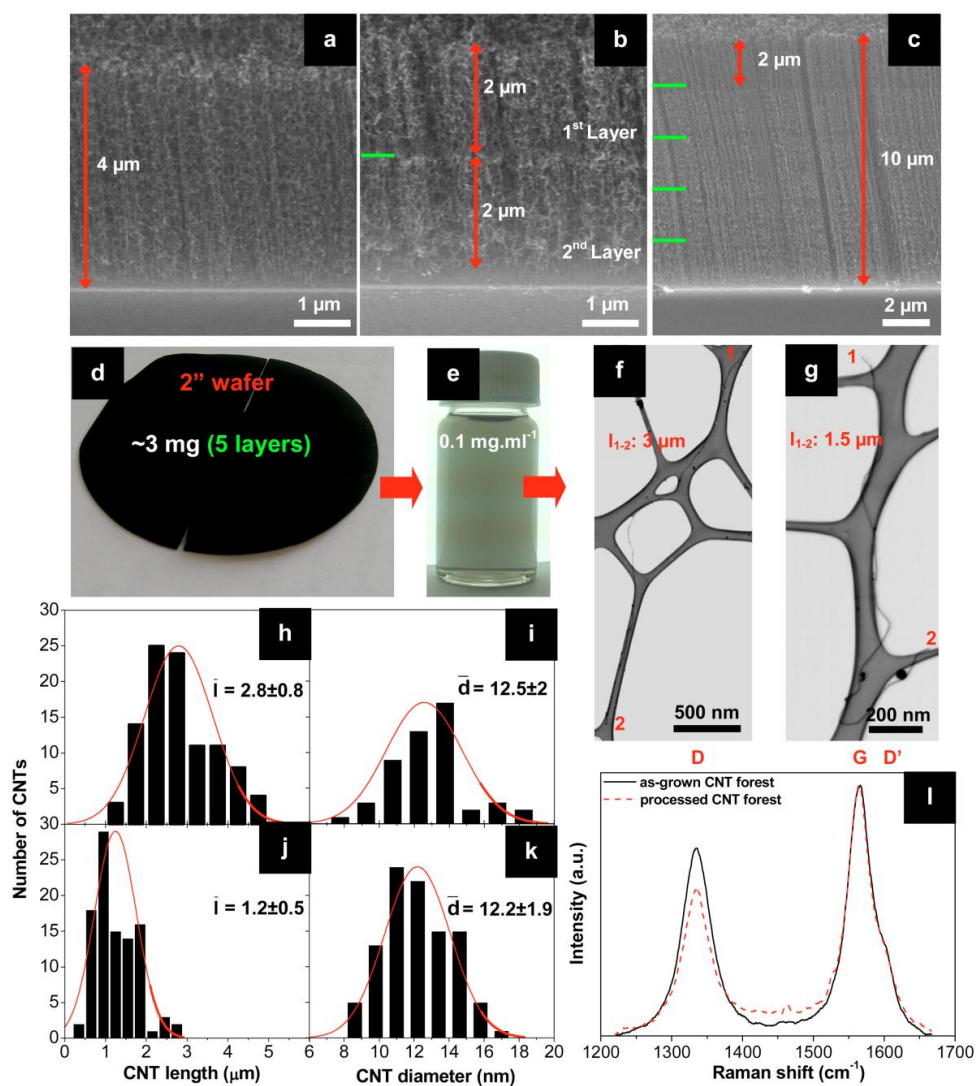 a
4 µm
1 µm
b
2 µm
1st Layer
2 µm
2nd Layer
1 µm
c
2 µm
10 µm
2 µm
d
2” wafer
~3 mg (5 layers)
e
0.1 mg.ml-1
f
1
l1-2: 3 µm
2
500 nm
g
1
l1-2: 1.5 µm
2
200 nm
Number of CNTs
30
25
20
15
10
5
30
25
20
15
10
5
0
h
l = 2.8±0.8
i
d = 12.5±2
j
l = 1.2±0.5
k
d = 12.2±1.9
0 1 2 3 4 5 6 8 10 12 14 16 18 20
CNT length (µm)
CNT diameter (nm)
D G D’
as-grown CNT forest
processed CNT forest
l
Intensity (a.u.)
1200 1300 1400 1500 1600 1700
Raman shift (cm-1)